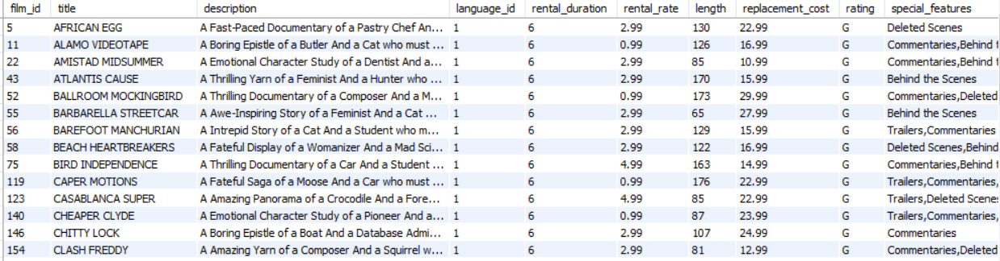 film_id title description language_id rental_duration rental_rate length replacement_cost rating special_features
5 AFRICAN EGG A Fast-Paced Documentary of a Pastry Chef An... 1 6 2.99 130 22.99 G Deleted Scenes
11 ALAMO VIDEOTAPE A Boring Epistle of a Butler And a Cat who must ... 1 6 0.99 126 16.99 G Commentaries,Behind t
22 AMISTAD MIDSUMMER A Emotional Character Study of a Dentist And a... 1 6 2.99 85 10.99 G Commentaries,Behind t
43 ATLANTIS CAUSE A Thrilling Yarn of a Feminist And a Hunter who ... 1 6 2.99 170 15.99 G Behind the Scenes
52 BALLROOM MOCKINGBIRD A Thrilling Documentary of a Composer And a M... 1 6 0.99 173 29.99 G Commentaries,Deleted
55 BARBARELLA STREETCAR A Awe-Inspiring Story of a Feminist And a Cat ... 1 6 2.99 65 27.99 G Behind the Scenes
56 BAREFOOT MANCHURIAN A Intrepid Story of a Cat And a Student who m... 1 6 2.99 129 15.99 G Trailers,Commentaries
58 BEACH HEARTBREAKERS A Fateful Display of a Womanizer And a Mad Sci... 1 6 2.99 122 16.99 G Deleted Scenes,Behind
75 BIRD INDEPENDENCE A Thrilling Documentary of a Car And a Student ... 1 6 4.99 163 14.99 G Commentaries,Behind t
119 CAPER MOTIONS A Fateful Saga of a Moose And a Car who must ... 1 6 0.99 176 22.99 G Trailers,Commentaries,
123 CASABLANCA SUPER A Amazing Panorama of a Crocodile And a Fore... 1 6 4.99 85 22.99 G Trailers,Deleted Scenes
140 CHEAPER CLYDE A Emotional Character Study of a Pioneer And a... 1 6 0.99 87 23.99 G Trailers,Commentaries,
146 CHITTY LOCK A Boring Epistle of a Boat And a Database Admi... 1 6 2.99 107 24.99 G Commentaries
154 CLASH FREDDY A Amazing Yarn of a Composer And a Squirrel w... 1 6 2.99 81 12.99 G Commentaries,Deleted